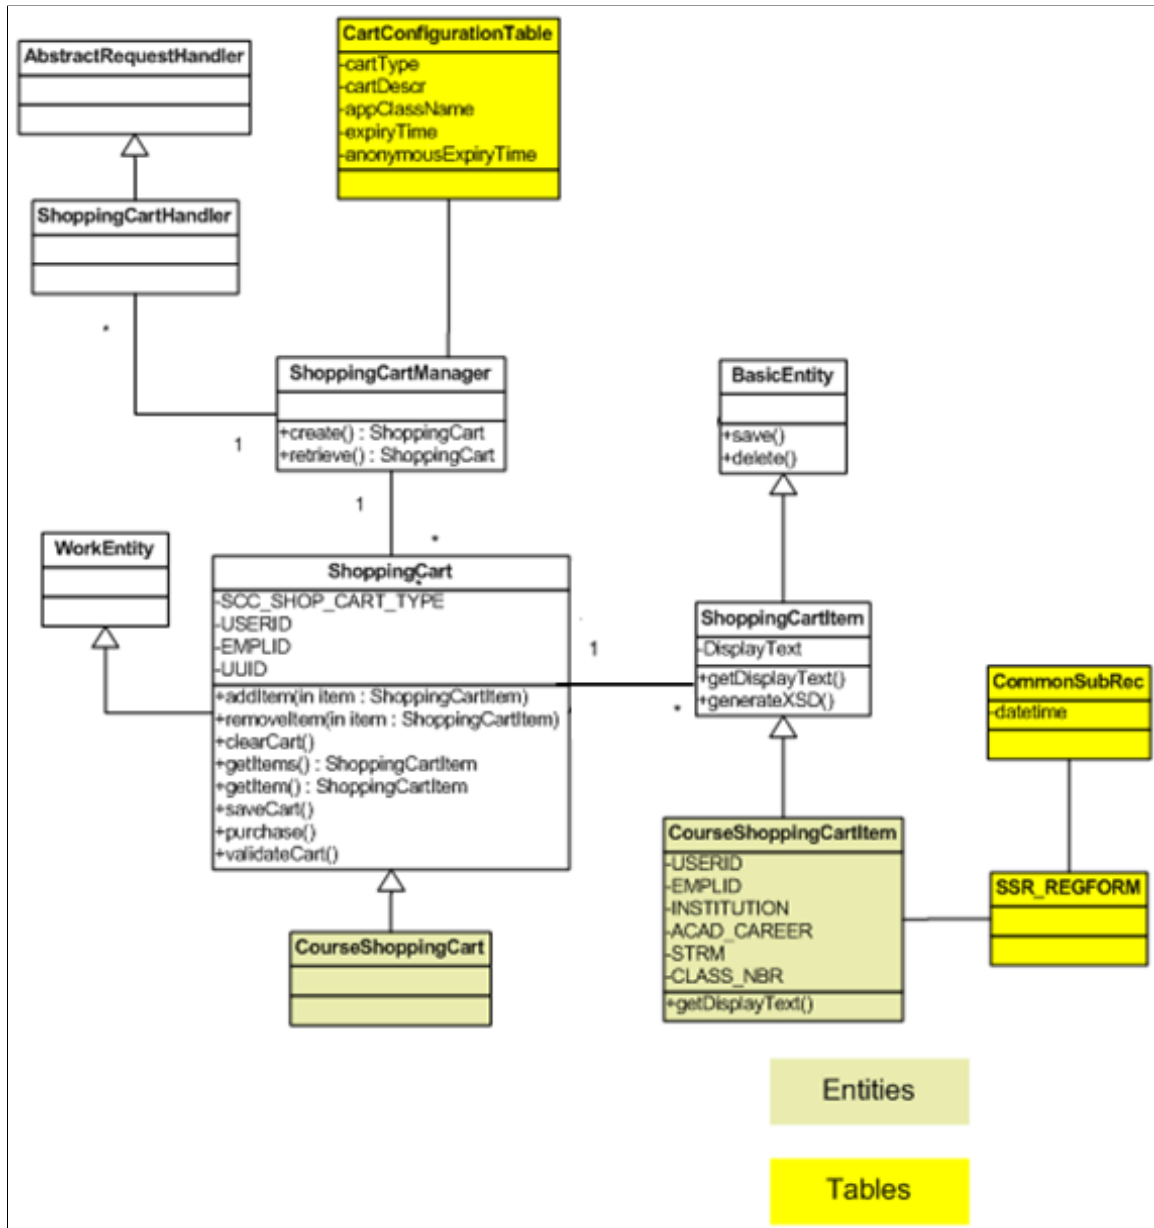 AbstractRequestHandler
CartConfigurationTable
-cartType
-cartDescr
-appClassName
-expiryTime
-anonymousExpiryTime
ShoppingCartHandler
*
ShoppingCartManager
+create() : ShoppingCart
+retrieve() : ShoppingCart
1
1
*
BasicEntity
+save()
+delete()
WorkEntity
ShoppingCart
*
-SCC_SHOP_CART_TYPE
-USERID
-EMPLID
-UUID
+addItem(in item : ShoppingCartItem)
+removeItem(in item : ShoppingCartItem)
+clearCart()
+getItems() : ShoppingCartItem
+getItem() : ShoppingCartItem
+saveCart()
+purchase()
+validateCart()
1
*
ShoppingCartItem
-DisplayText
+getDisplayText()
+generateXSD()
CommonSubRec
-datetime
CourseShoppingCart
CourseShoppingCartItem
-USERID
-EMPLID
-INSTITUTION
-ACAD_CAREER
-STRM
-CLASS_NBR
+getDisplayText()
SSR_REGFORM
Entities
Tables